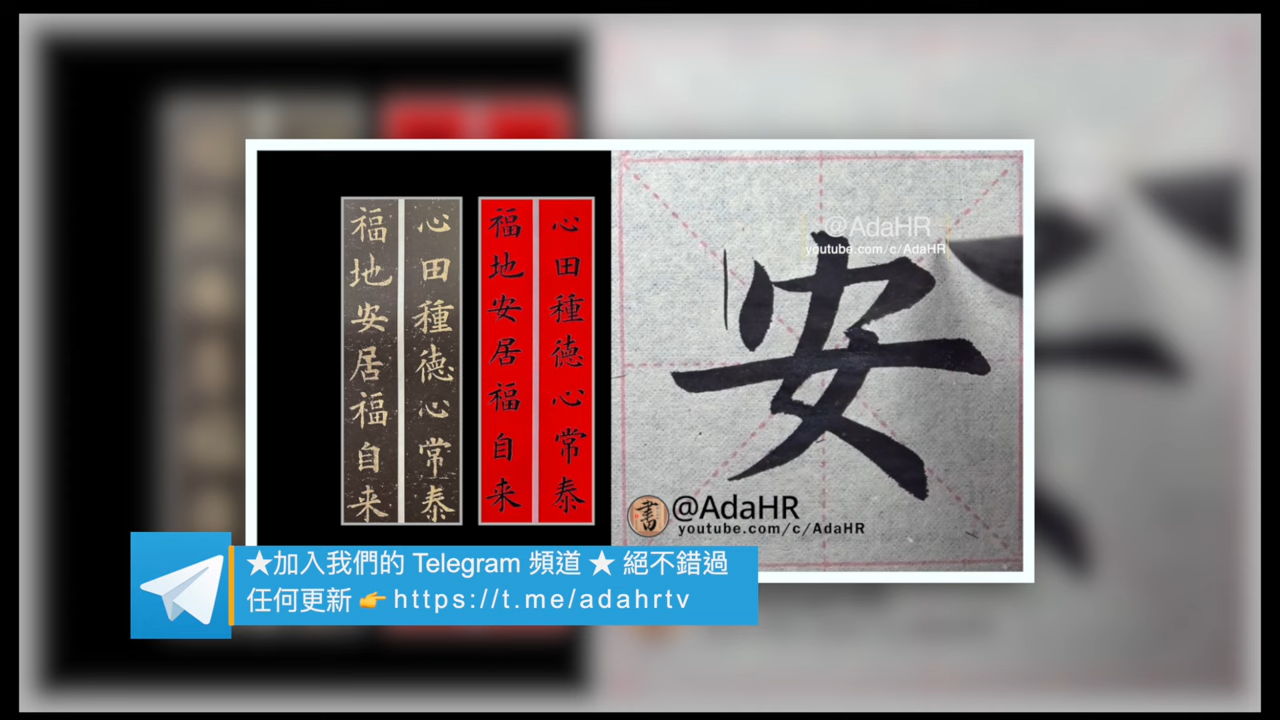 心田種德心常泰
福地安居福自来
心田種德心常泰
福地安居福自来
安
@AdaHR
youtube.com/c/AdaHR
書
@AdaHR
youtube.com/c/AdaHR
★加入我們的 Telegram 頻道 ★ 絕不錯過
任何更新 👉 https://t.me/adahrtv